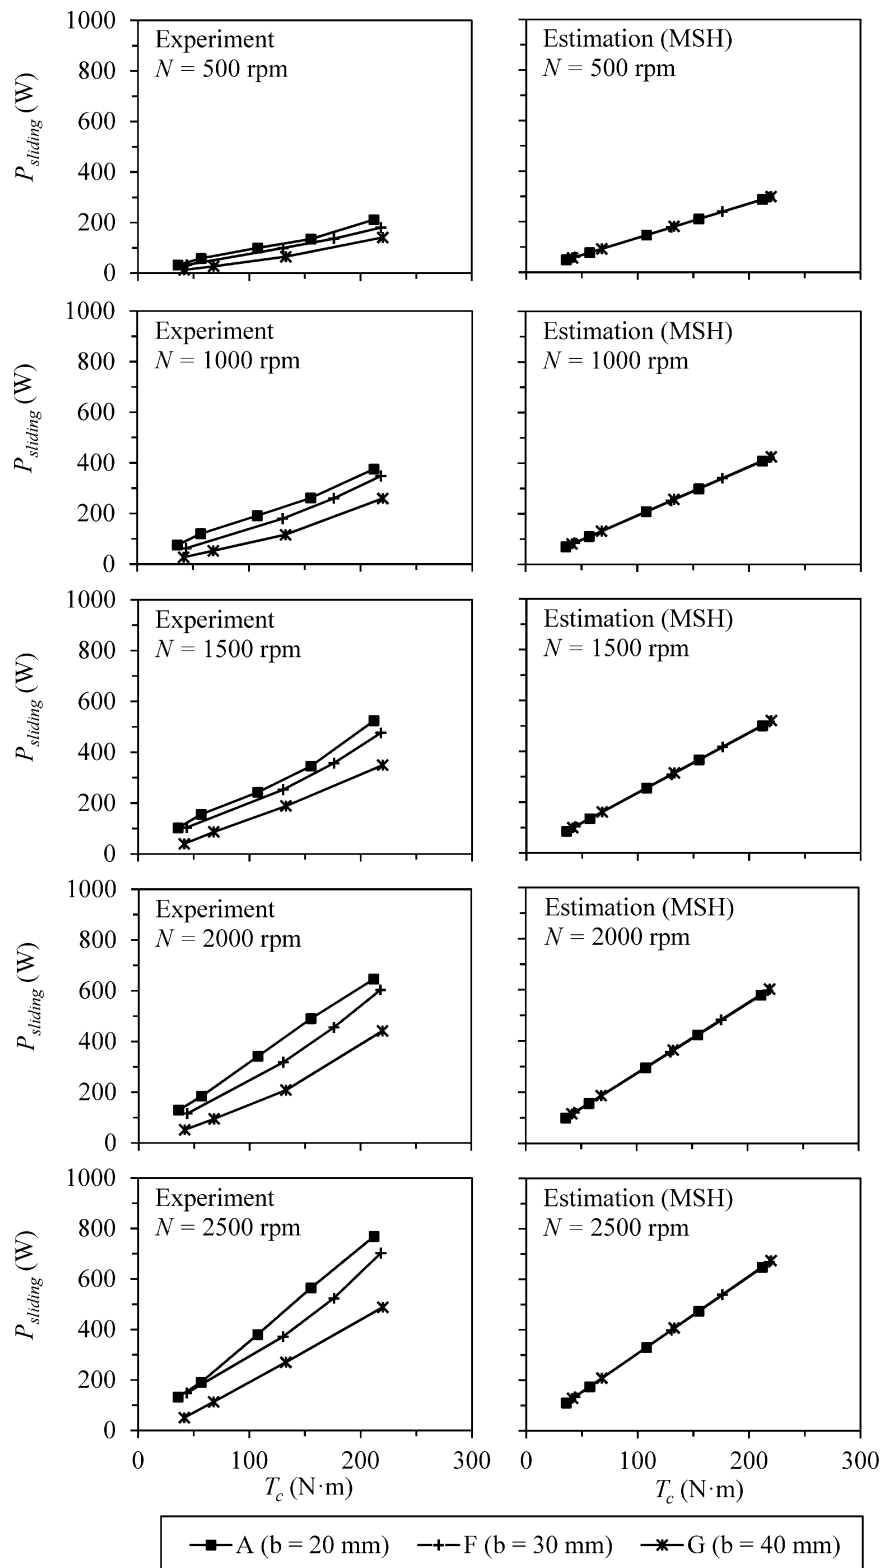 1000
800
600
400
200
0
P_sliding (W)
Experiment
N = 500 rpm
Estimation (MSH)
N = 500 rpm
1000
800
600
400
200
0
P_sliding (W)
Experiment
N = 1000 rpm
Estimation (MSH)
N = 1000 rpm
1000
800
600
400
200
0
P_sliding (W)
Experiment
N = 1500 rpm
Estimation (MSH)
N = 1500 rpm
1000
800
600
400
200
0
P_sliding (W)
Experiment
N = 2000 rpm
Estimation (MSH)
N = 2000 rpm
1000
800
600
400
200
0
P_sliding (W)
Experiment
N = 2500 rpm
Estimation (MSH)
N = 2500 rpm
0 100 200 300
T_c (N·m)
0 100 200 300
T_c (N·m)
A (b = 20 mm) F (b = 30 mm) G (b = 40 mm)